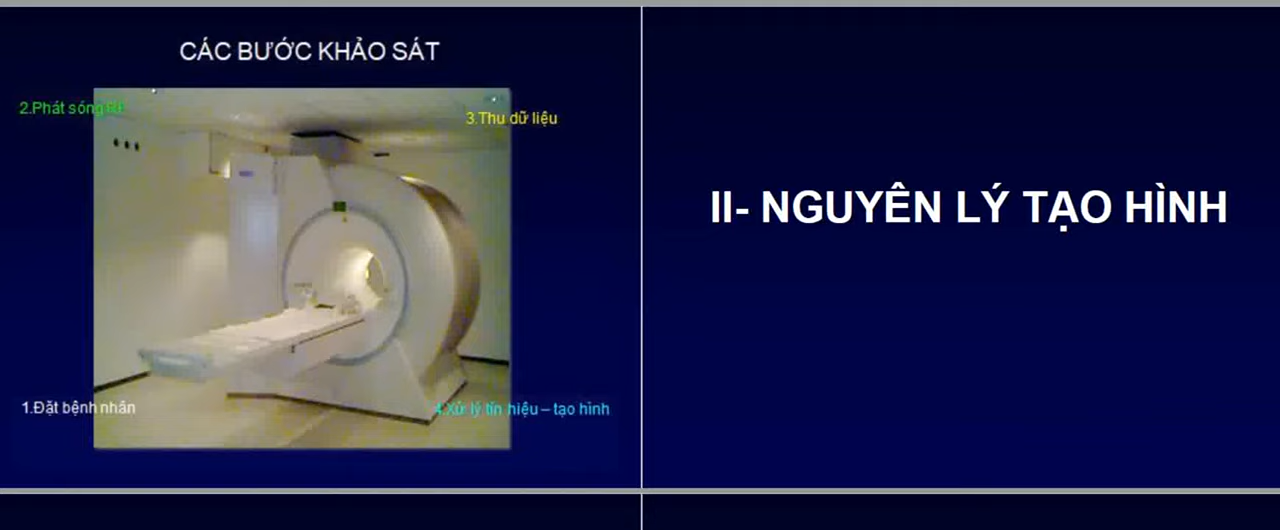 CÁC BƯỚC KHẢO SÁT
2.Phát sóng RF
3.Thu dữ liệu
1.Đặt bệnh nhân
4.Xử lý tín hiệu – tạo hình
II- NGUYÊN LÝ TẠO HÌNH